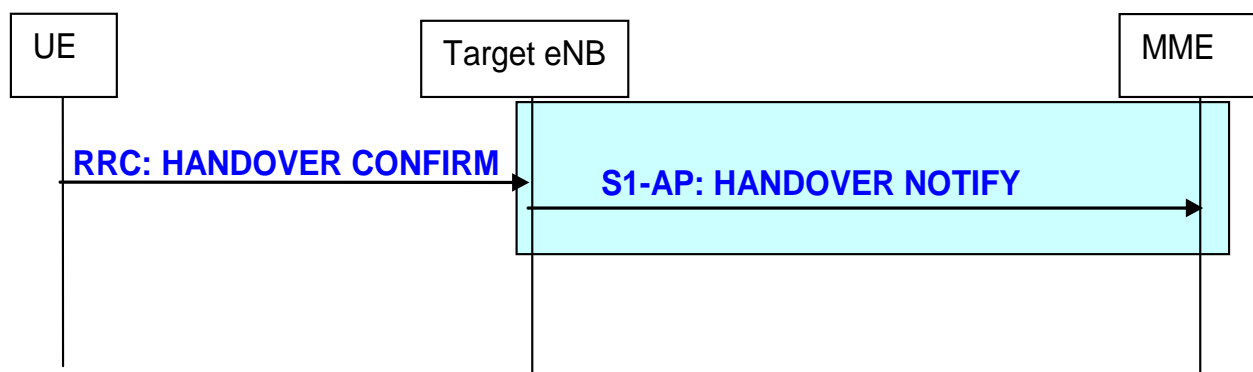 UE
Target eNB
MME
RRC: HANDOVER CONFIRM
S1-AP: HANDOVER NOTIFY